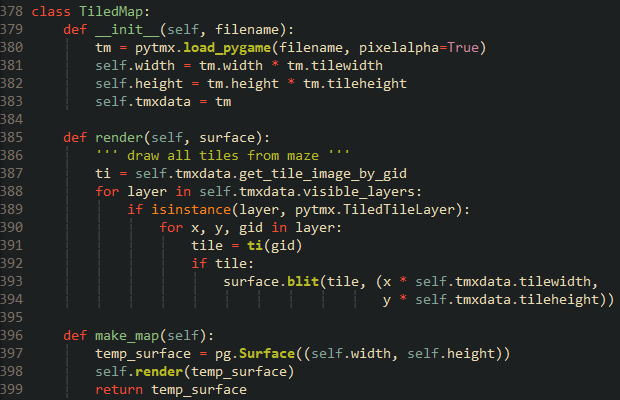 378 class TiledMap:
379     def __init__(self, filename):
380         tm = pytmx.load_pygame(filename, pixelalpha=True)
381         self.width = tm.width * tm.tilewidth
382         self.height = tm.height * tm.tileheight
383         self.tmxdata = tm
384
385     def render(self, surface):
386         ''' draw all tiles from maze '''
387         ti = self.tmxdata.get_tile_image_by_gid
388         for layer in self.tmxdata.visible_layers:
389             if isinstance(layer, pytmx.TiledTileLayer):
390                 for x, y, gid in layer:
391                     tile = ti(gid)
392                     if tile:
393                         surface.blit(tile, (x * self.tmxdata.tilewidth,
394                                             y * self.tmxdata.tileheight))
395
396     def make_map(self):
397         temp_surface = pg.Surface((self.width, self.height))
398         self.render(temp_surface)
399         return temp_surface